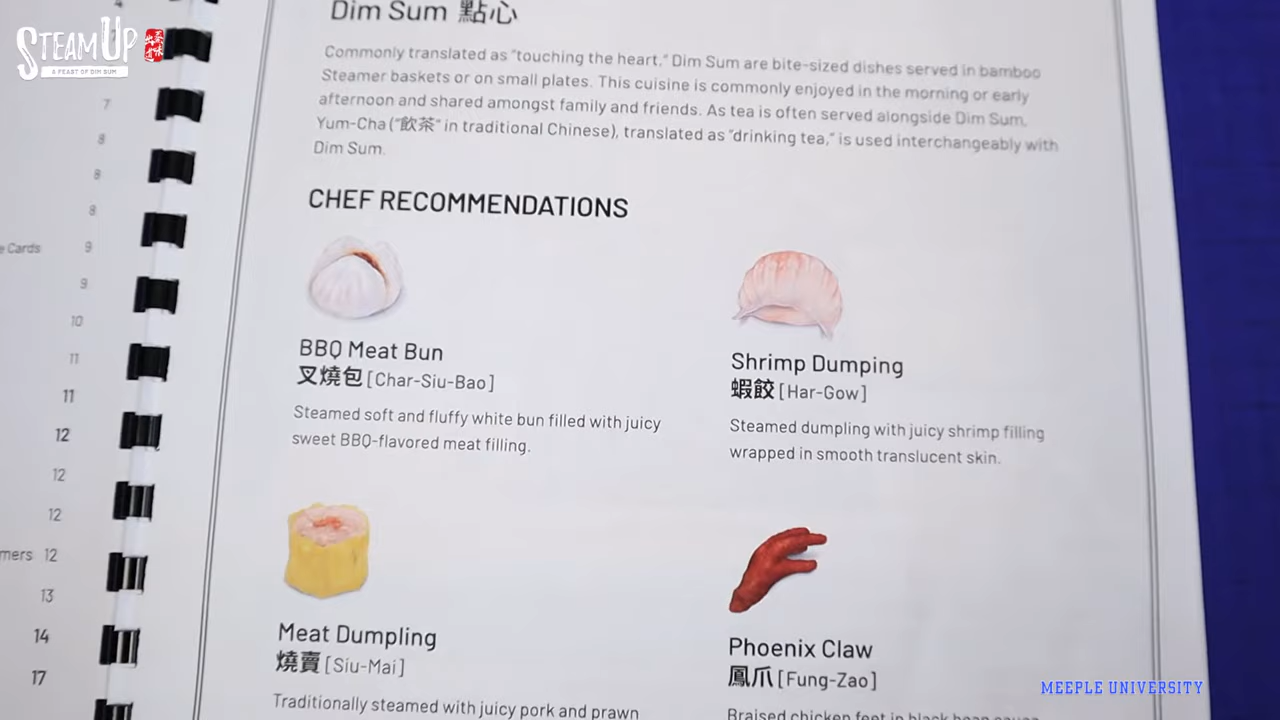 STEAM UP
A FEAST OF DIM SUM
Dim Sum 點心
Commonly translated as "touching the heart," Dim Sum are bite-sized dishes served in bamboo
Steamer baskets or on small plates. This cuisine is commonly enjoyed in the morning or early
afternoon and shared amongst family and friends. As tea is often served alongside Dim Sum,
Yum-Cha ("飲茶" in traditional Chinese), translated as "drinking tea," is used interchangeably with
Dim Sum.
CHEF RECOMMENDATIONS
BBQ Meat Bun
叉燒包 [Char-Siu-Bao]
Steamed soft and fluffy white bun filled with juicy
sweet BBQ-flavored meat filling.
Shrimp Dumping
蝦餃 [Har-Gow]
Steamed dumpling with juicy shrimp filling
wrapped in smooth translucent skin.
Meat Dumpling
燒賣 [Siu-Mai]
Traditionally steamed with juicy pork and prawn
Phoenix Claw
鳳爪 [Fung-Zao]
Braised chicken feet in black bean sauce
7
8
8
8
Cards 9
9
10
11
11
12
12
12
mers 12
13
14
17
MEEPLE UNIVERSITY